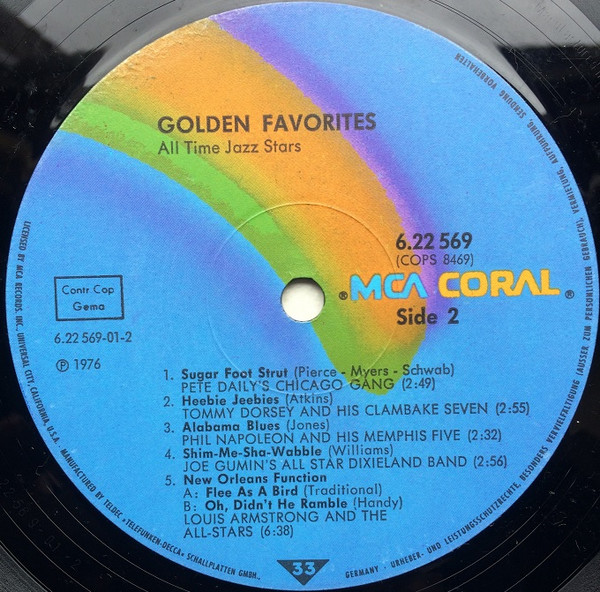 GOLDEN FAVORITES
All Time Jazz Stars
6.22 569
(COPS 8469)
® MCA CORAL ®
Side 2
Contr. Cop
Gema
6.22 569-01-2
℗ 1976
1. Sugar Foot Strut (Pierce - Myers - Schwab)
PETE DAILY'S CHICAGO GANG (2:49)
2. Heebie Jeebies (Atkins)
TOMMY DORSEY AND HIS CLAMBAKE SEVEN (2:55)
3. Alabama Blues (Jones)
PHIL NAPOLEON AND HIS MEMPHIS FIVE (2:32)
4. Shim-Me-Sha-Wabble (Williams)
JOE GUMIN'S ALL STAR DIXIELAND BAND (2:56)
5. New Orleans Function
A: Flee As A Bird (Traditional)
B: Oh, Didn't He Ramble (Handy)
LOUIS ARMSTRONG AND THE
ALL-STARS (6:38)
33
LICENSED BY MCA RECORDS, INC., UNIVERSAL CITY, CALIFORNIA, U.S.A. MANUFACTURED BY TELDEC »TELEFUNKEN-DECCA« SCHALLPLATTEN GMBH.,
GERMANY - URHEBER- UND LEISTUNGSSCHUTZRECHTE, BESONDERS VERVIELFÄLTIGUNG (AUSSER ZUM PERSÖNLICHEN GEBRAUCH), VERMIETUNG, AUFFÜHRUNG, SENDUNG VORBEHALTEN